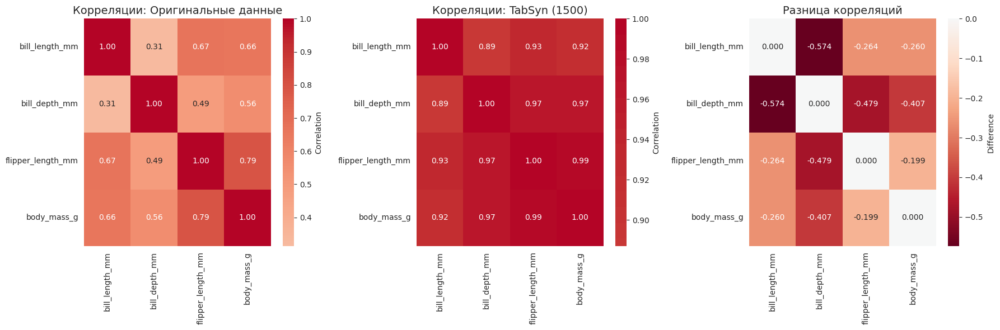 Корреляции: Оригинальные данные
bill_length_mm
bill_depth_mm
flipper_length_mm
body_mass_g
1.00 0.31 0.67 0.66
0.31 1.00 0.49 0.56
0.67 0.49 1.00 0.79
0.66 0.56 0.79 1.00
bill_length_mm
bill_depth_mm
flipper_length_mm
body_mass_g
1.0
0.9
0.8
0.7
0.6
0.5
0.4
Correlation
Корреляции: TabSyn (1500)
bill_length_mm
bill_depth_mm
flipper_length_mm
body_mass_g
1.00 0.89 0.93 0.92
0.89 1.00 0.97 0.97
0.93 0.97 1.00 0.99
0.92 0.97 0.99 1.00
bill_length_mm
bill_depth_mm
flipper_length_mm
body_mass_g
1.00
0.98
0.96
0.94
0.92
0.90
Correlation
Разница корреляций
bill_length_mm
bill_depth_mm
flipper_length_mm
body_mass_g
0.000 -0.574 -0.264 -0.260
-0.574 0.000 -0.479 -0.407
-0.264 -0.479 0.000 -0.199
-0.260 -0.407 -0.199 0.000
bill_length_mm
bill_depth_mm
flipper_length_mm
body_mass_g
0.0
−0.1
−0.2
−0.3
−0.4
−0.5
Difference